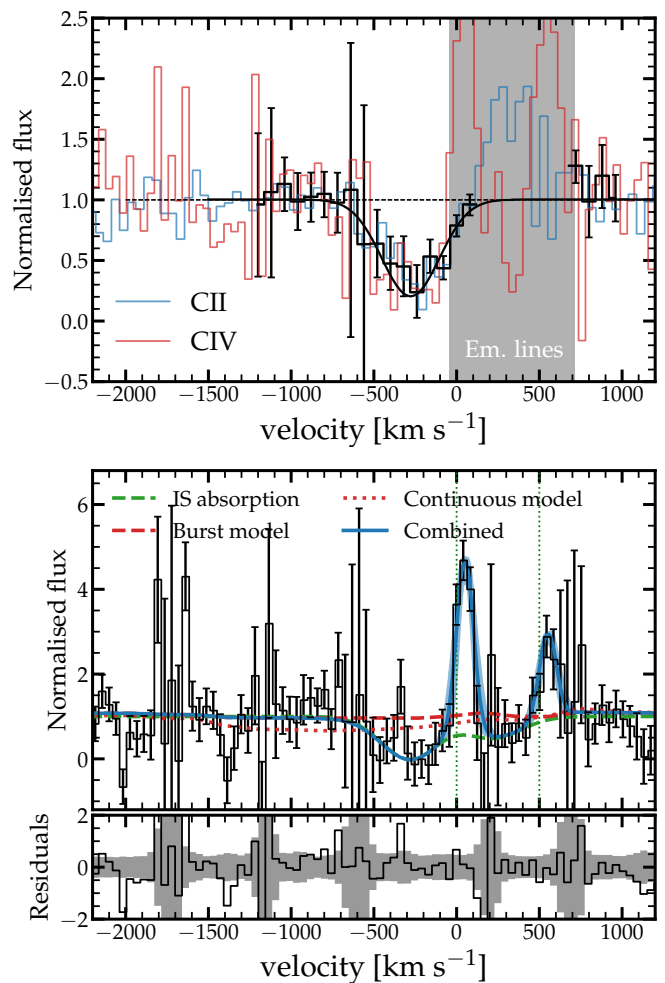 2.5
2.0
1.5
1.0
0.5
0.0
−0.5
Normalised flux
CII
CIV
Em. lines
−2000 −1500 −1000 −500 0 500 1000
velocity [km s⁻¹]
IS absorption Continuous model
Burst model Combined
6
4
2
0
Normalised flux
2
0
−2
Residuals
−2000 −1500 −1000 −500 0 500 1000
velocity [km s⁻¹]